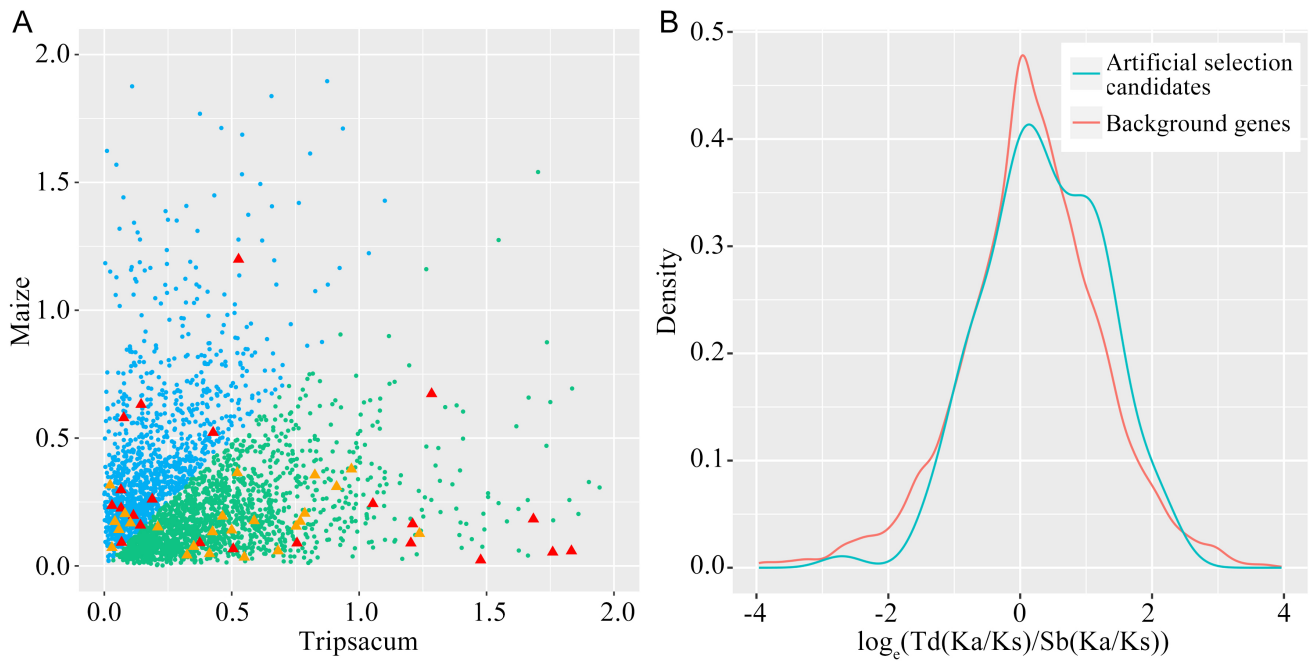 A
2.0
1.5
1.0
0.5
0.0
Maize
0.0
0.5
1.0
1.5
2.0
Tripsacum
B
0.5
0.4
0.3
0.2
0.1
0.0
Density
Artificial selection
candidates
Background genes
-4
-2
0
2
4
logₑ(Td(Ka/Ks)/Sb(Ka/Ks))